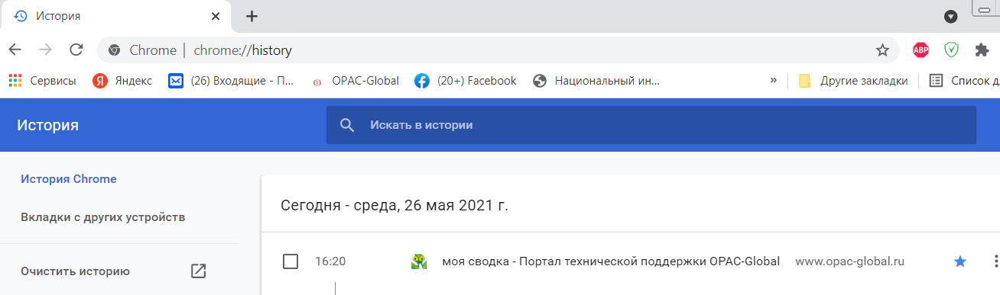 История
Chrome | chrome://history
ABP
Сервисы Яндекс (26) Входящие - П... OPAC-Global (20+) Facebook Национальный ин... » Другие закладки Список д
История Искать в истории
История Chrome
Вкладки с других устройств
Очистить историю
Сегодня - среда, 26 мая 2021 г.
16:20 моя сводка - Портал технической поддержки OPAC-Global www.opac-global.ru